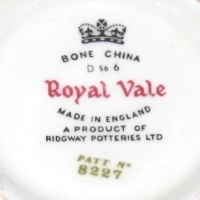 BONE CHINA
D 56 6
Royal Vale
MADE IN ENGLAND
A PRODUCT OF
RIDGWAY POTTERIES LTD
PATT Nº
8227